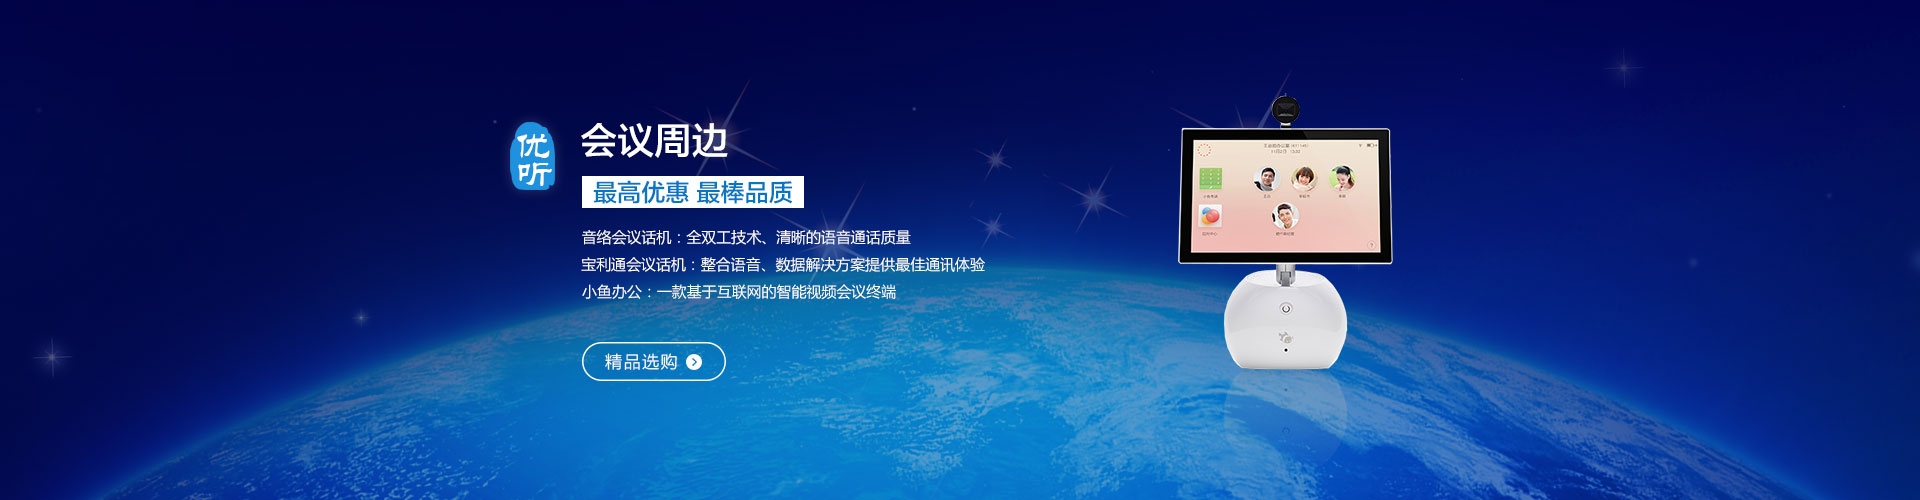 优听
会议周边
最高优惠 最棒品质
音络会议话机：全双工技术、清晰的语音通话质量
宝利通会议话机：整合语音、数据解决方案提供最佳通讯体验
小鱼办公：一款基于互联网的智能视频会议终端
精品选购